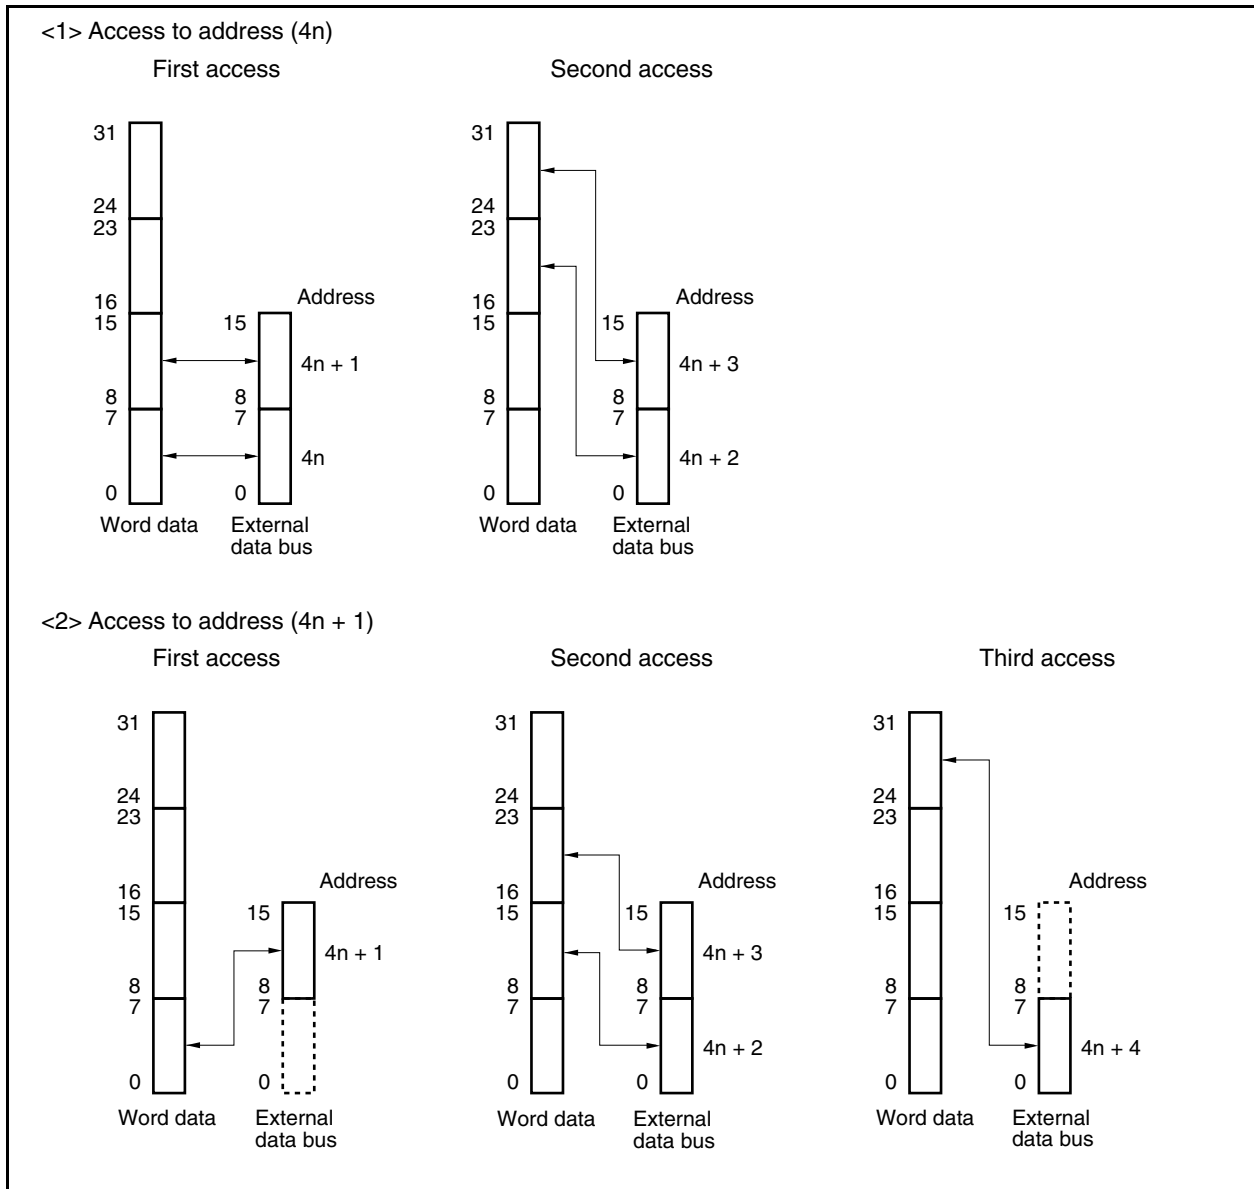 <1> Access to address (4n)
First access
Second access
31
24
23
16
15
8
7
0
Address
15
4n + 1
8
7
4n
0
Word data
External
data bus
31
24
23
16
15
8
7
0
Address
15
4n + 3
8
7
4n + 2
0
Word data
External
data bus
<2> Access to address (4n + 1)
First access
Second access
Third access
31
24
23
16
15
8
7
0
Address
15
4n + 1
8
7
0
Word data
External
data bus
31
24
23
16
15
8
7
0
Address
15
4n + 3
8
7
4n + 2
0
Word data
External
data bus
31
24
23
16
15
8
7
0
Address
15
8
7
4n + 4
0
Word data
External
data bus